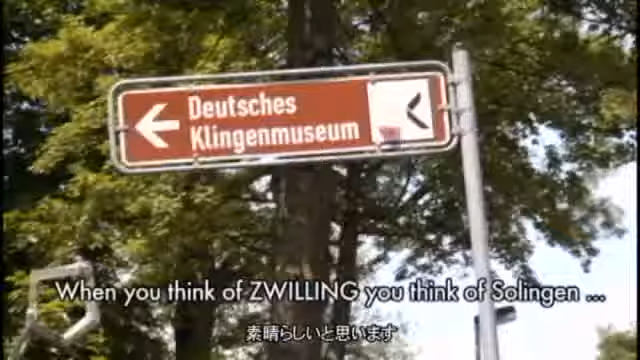 Deutsches
Klingenmuseum
When you think of ZWILLING you think of Solingen ...
素晴らしいと思います